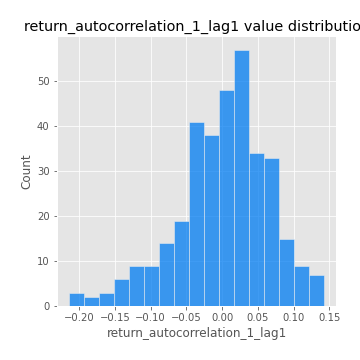 return_autocorrelation_1_lag1 value distributio
50
40
30
20
10
0
Count
−0.20 −0.15 −0.10 −0.05 0.00 0.05 0.10 0.15
return_autocorrelation_1_lag1